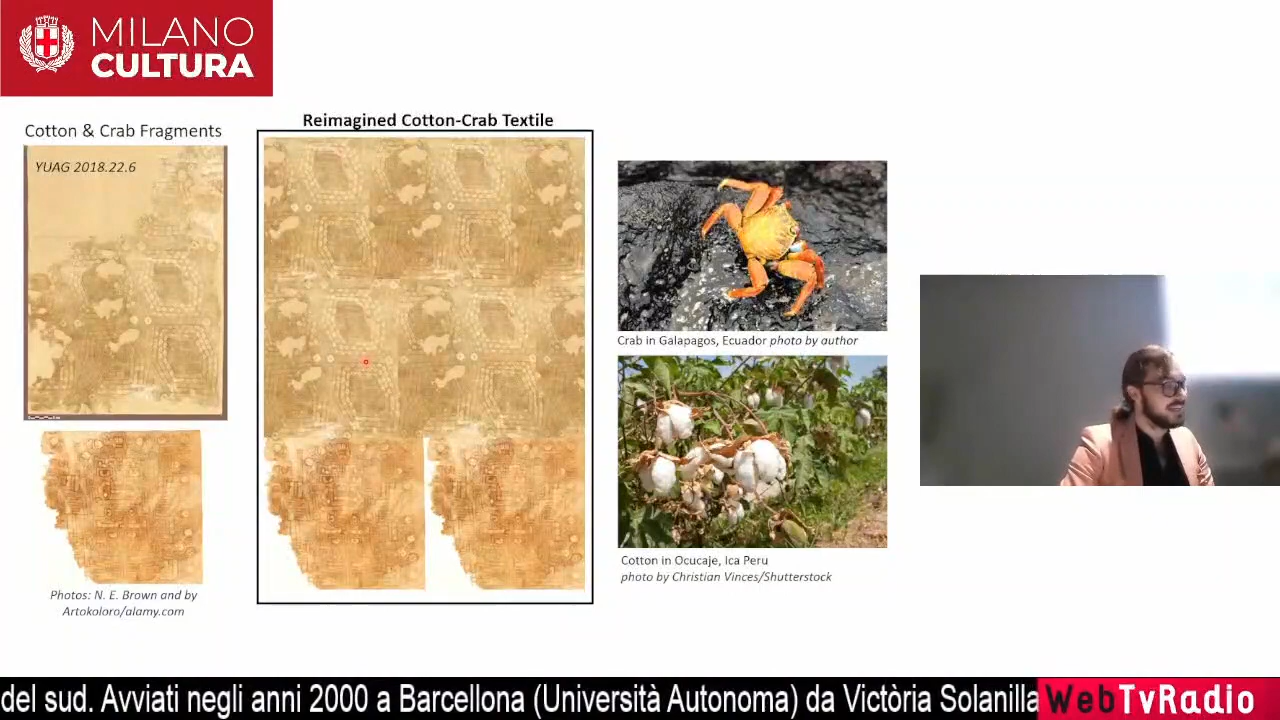 MILANO
CULTURA
Cotton & Crab Fragments
YUAG 2018.22.6
Photos: N. E. Brown and by
Artokoloro/alamy.com
Reimagined Cotton-Crab Textile
Crab in Galapagos, Ecuador photo by author
Cotton in Ocucaje, Ica Peru
photo by Christian Vinces/Shutterstock
del sud. Avviati negli anni 2000 a Barcellona (Università Autonoma) da Victòria Solanilla
WebTvRadio